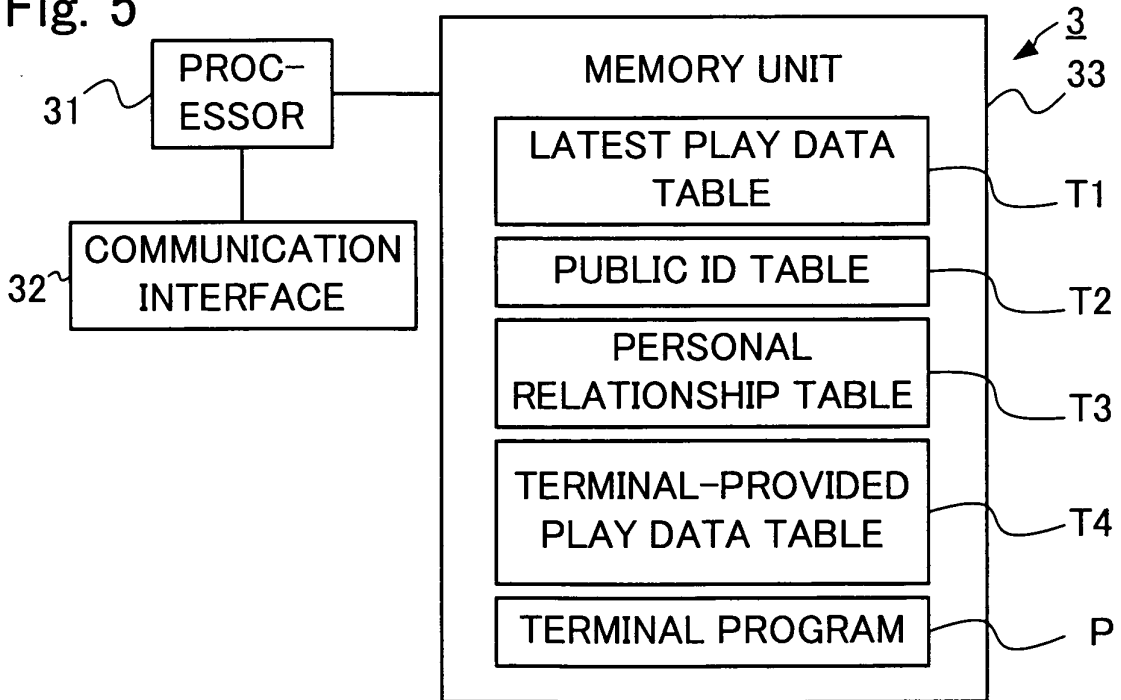 Fig. 5
PROC-
ESSOR
31
COMMUNICATION
INTERFACE
32
MEMORY UNIT
3
33
LATEST PLAY DATA
TABLE
T1
PUBLIC ID TABLE
T2
PERSONAL
RELATIONSHIP TABLE
T3
TERMINAL-PROVIDED
PLAY DATA TABLE
T4
TERMINAL PROGRAM
P